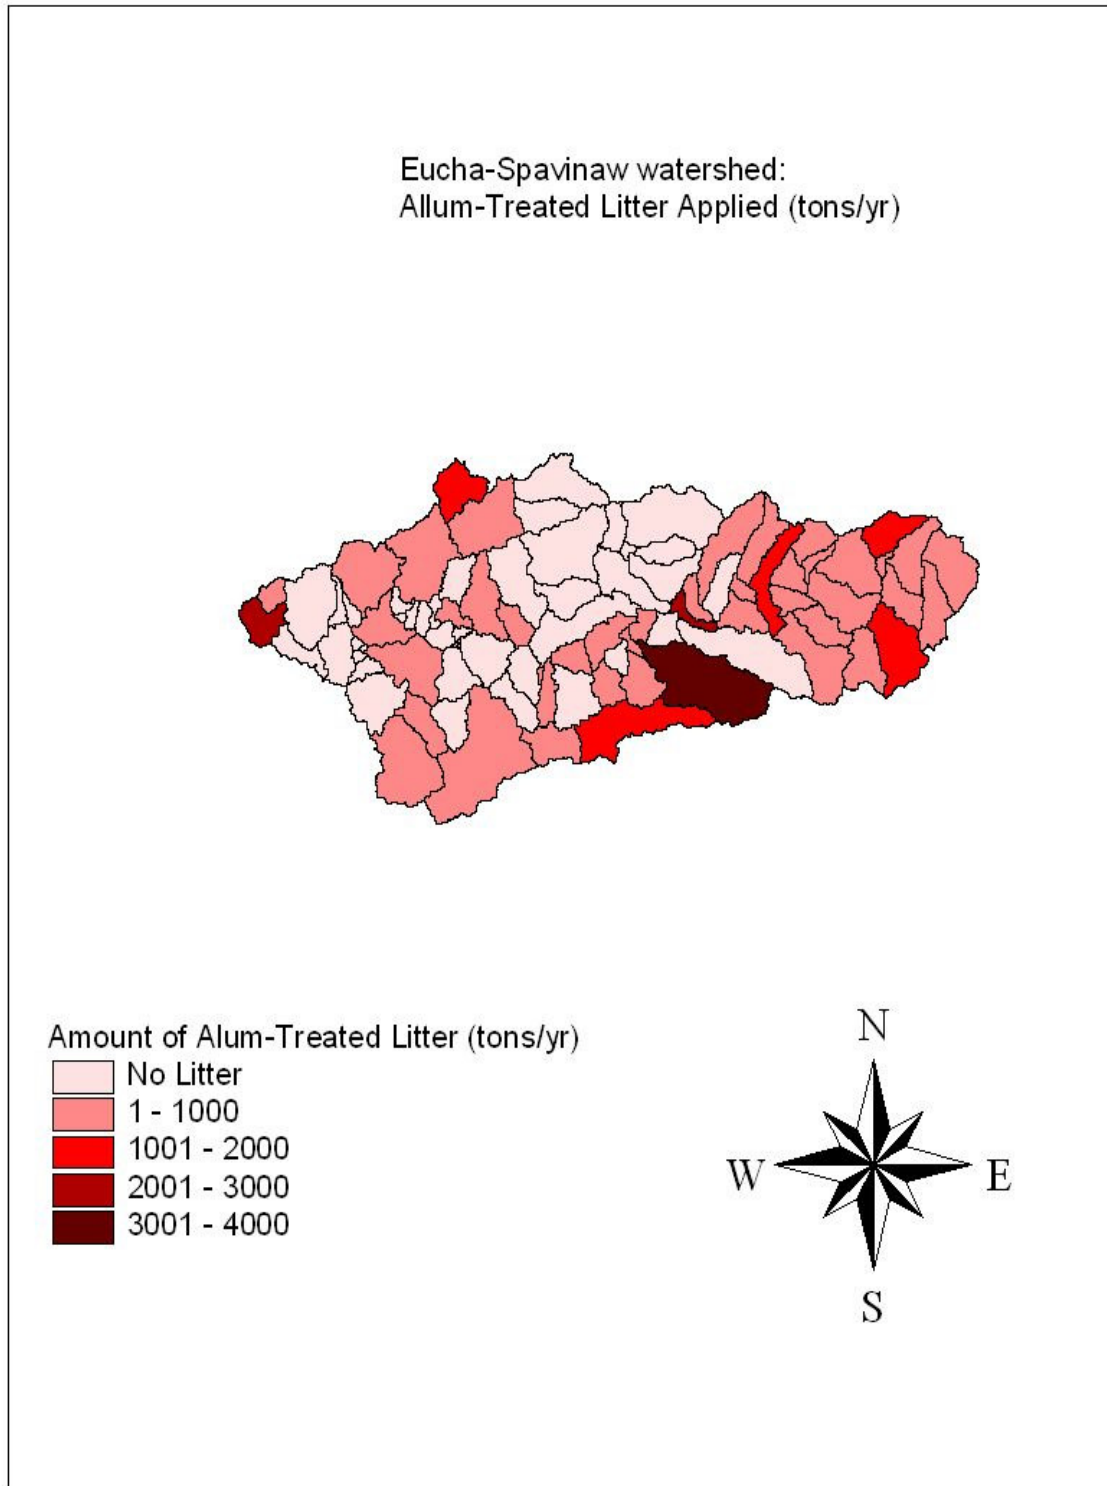 Eucha-Spavinaw watershed:
Allum-Treated Litter Applied (tons/yr)
Amount of Alum-Treated Litter (tons/yr)
No Litter
1 - 1000
1001 - 2000
2001 - 3000
3001 - 4000
N
W E
S